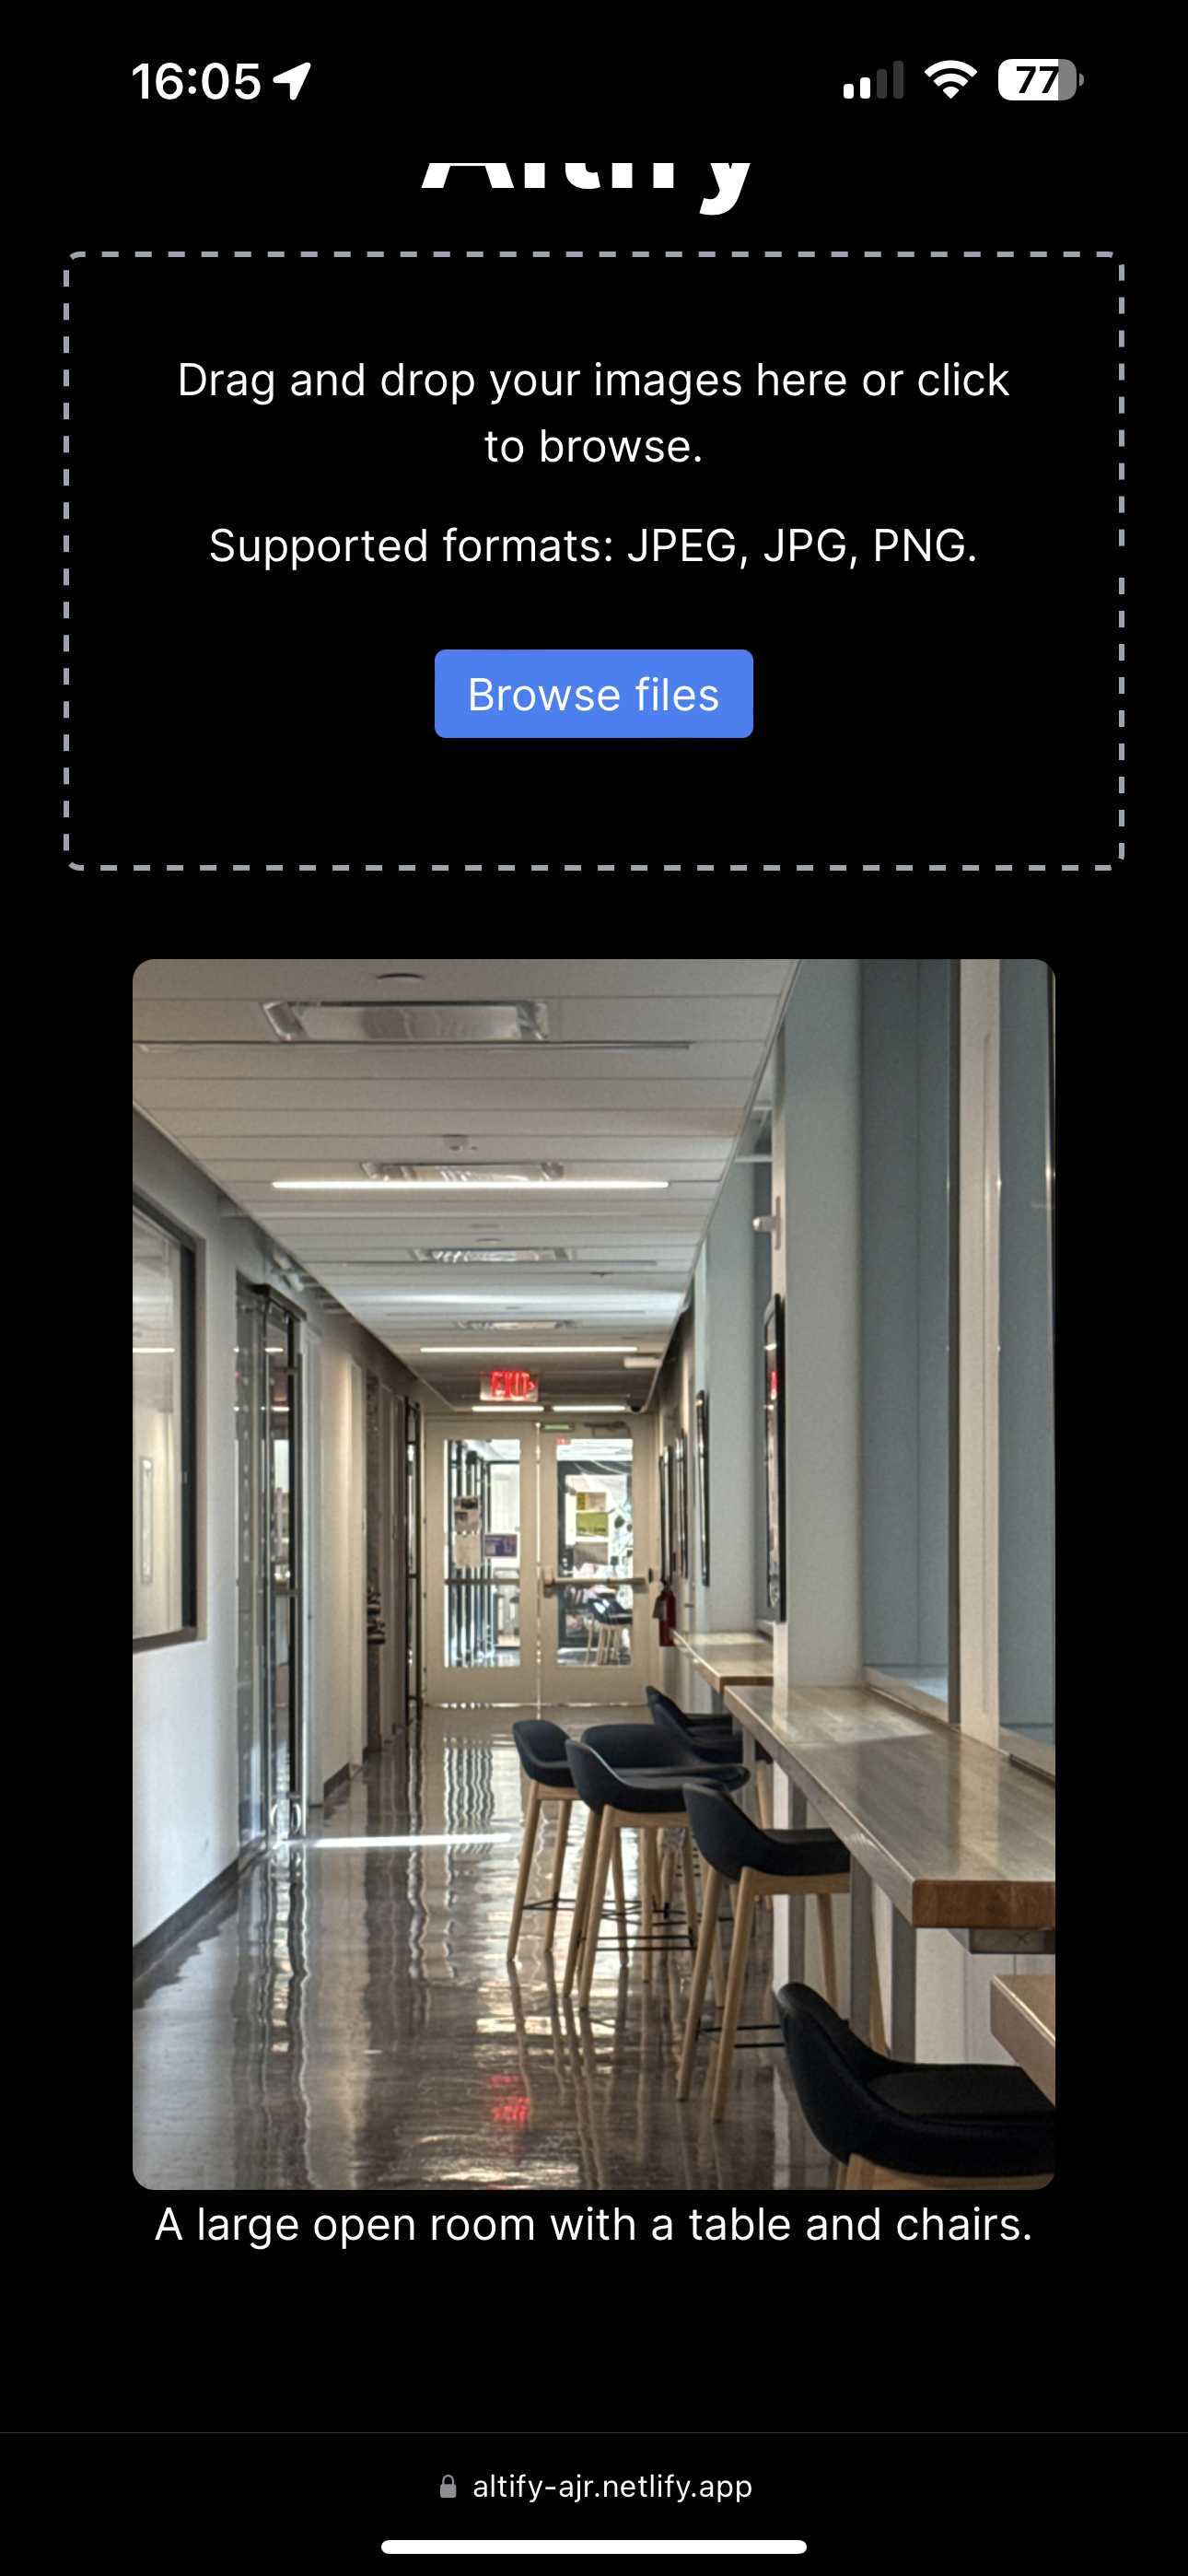 16:05
77
Altify
Drag and drop your images here or click
to browse.
Supported formats: JPEG, JPG, PNG.
Browse files
EXIT
A large open room with a table and chairs.
altify-ajr.netlify.app